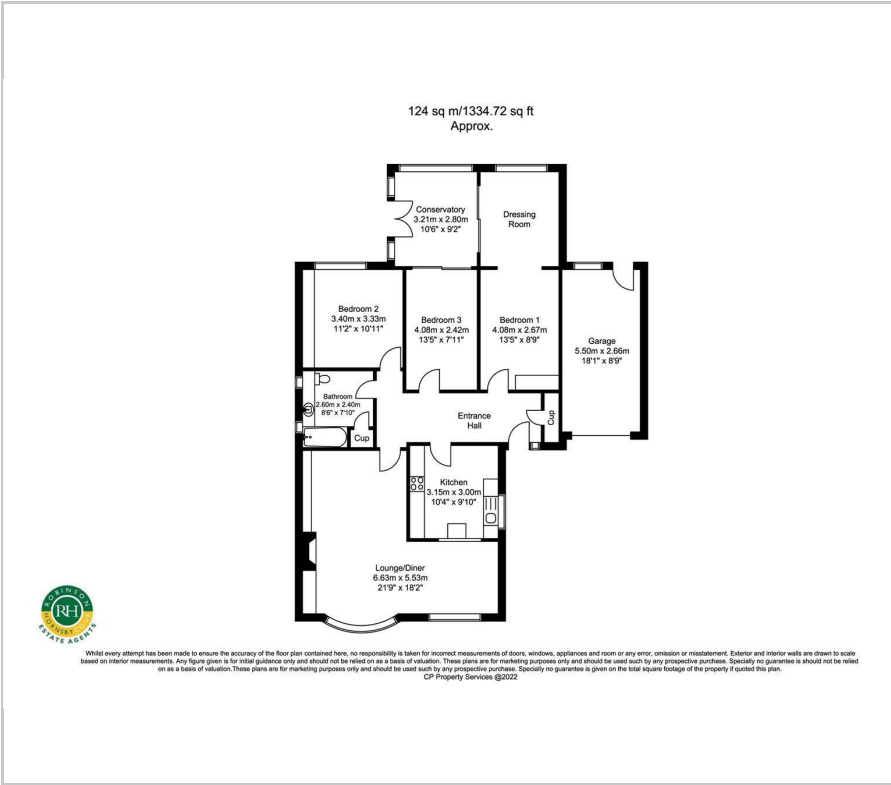 124 sq m/1334.72 sq ft
Approx.
Conservatory
3.21m x 2.80m
10'6" x 9'2"
Dressing
Room
Bedroom 2
3.40m x 3.33m
11'2" x 10'11"
Bedroom 3
4.08m x 2.42m
13'5" x 7'11"
Bedroom 1
4.08m x 2.67m
13'5" x 8'9"
Garage
5.50m x 2.66m
18'1" x 8'9"
Bathroom
2.60m x 2.40m
8'6" x 7'10"
Cup
Entrance
Hall
Cup
Kitchen
3.15m x 3.00m
10'4" x 9'10"
Lounge/Diner
6.63m x 5.53m
21'9" x 18'2"
ROBINSON
RH
HORNSBY
ESTATE AGENTS
Whilst every attempt has been made to ensure the accuracy of the floor plan contained here, no responsibility is taken for incorrect measurements of doors, windows, appliances and room or any error, omission or misstatement. Exterior and interior walls are drawn to scale
based on interior measurements. Any figure given is for initial guidance only and should not be relied on as a basis of valuation. These plans are for marketing purposes only and should be used such by any prospective purchase. Specially no guarantee is should not be relied
on as a basis of valuation.These plans are for marketing purposes only and should be used such by any prospective purchase. Specially no guarantee is given on the total square footage of the property if quoted this plan.
CP Property Services @2022